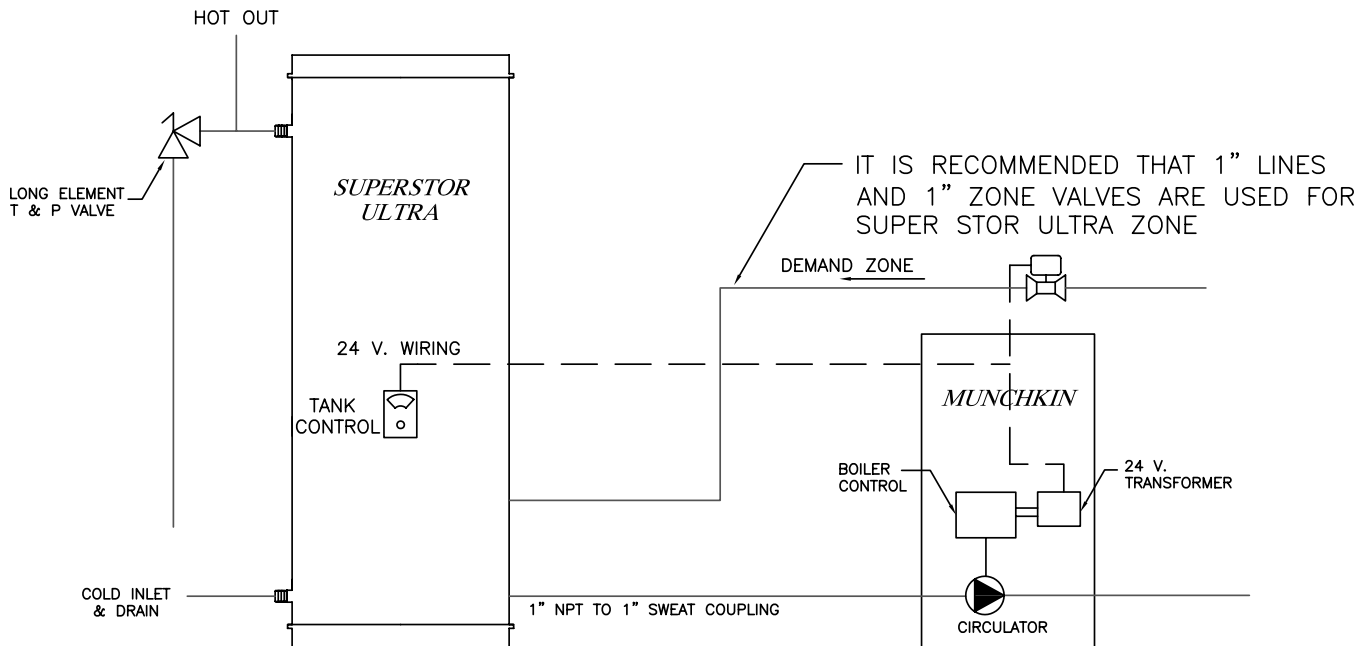 HOT OUT
LONG ELEMENT
T & P VALVE
SUPERSTOR
ULTRA
IT IS RECOMMENDED THAT 1” LINES
AND 1” ZONE VALVES ARE USED FOR
SUPER STOR ULTRA ZONE
DEMAND ZONE
24 V. WIRING
TANK
CONTROL
MUNCHKIN
BOILER
CONTROL
24 V.
TRANSFORMER
COLD INLET
& DRAIN
1” NPT TO 1” SWEAT COUPLING
CIRCULATOR